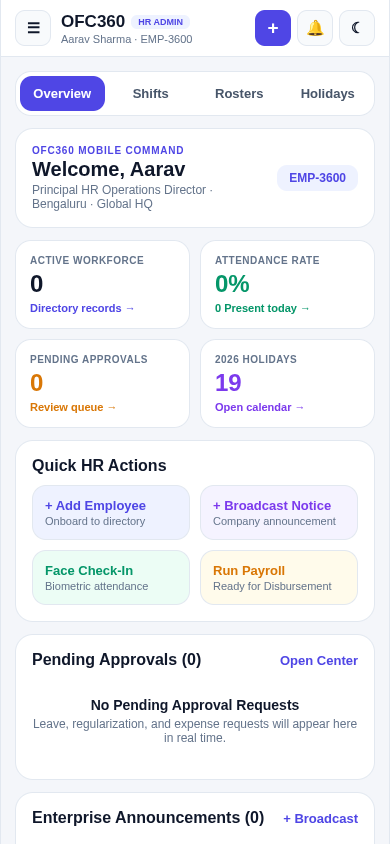 ☰ OFC360 HR ADMIN
Aarav Sharma · EMP-3600
+ 🔔 ☾
Overview Shifts Rosters Holidays
OFC360 MOBILE COMMAND
Welcome, Aarav
Principal HR Operations Director ·
Bengaluru · Global HQ
EMP-3600
ACTIVE WORKFORCE
0
Directory records →
ATTENDANCE RATE
0%
0 Present today →
PENDING APPROVALS
0
Review queue →
2026 HOLIDAYS
19
Open calendar →
Quick HR Actions
+ Add Employee
Onboard to directory
+ Broadcast Notice
Company announcement
Face Check-In
Biometric attendance
Run Payroll
Ready for Disbursement
Pending Approvals (0) Open Center
No Pending Approval Requests
Leave, regularization, and expense requests will appear here
in real time.
Enterprise Announcements (0) + Broadcast